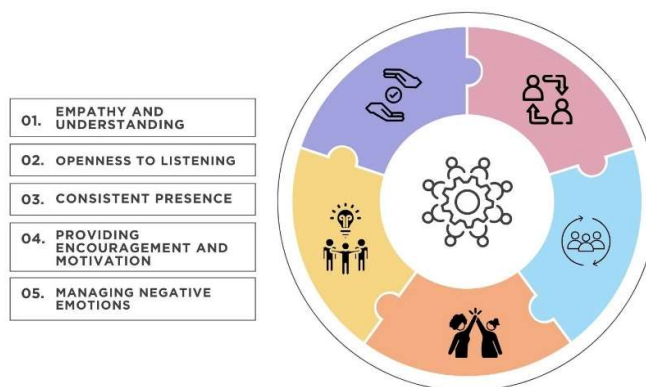 01. EMPATHY AND
UNDERSTANDING
02. OPENNESS TO LISTENING
03. CONSISTENT PRESENCE
04. PROVIDING
ENCOURAGEMENT AND
MOTIVATION
05. MANAGING NEGATIVE
EMOTIONS